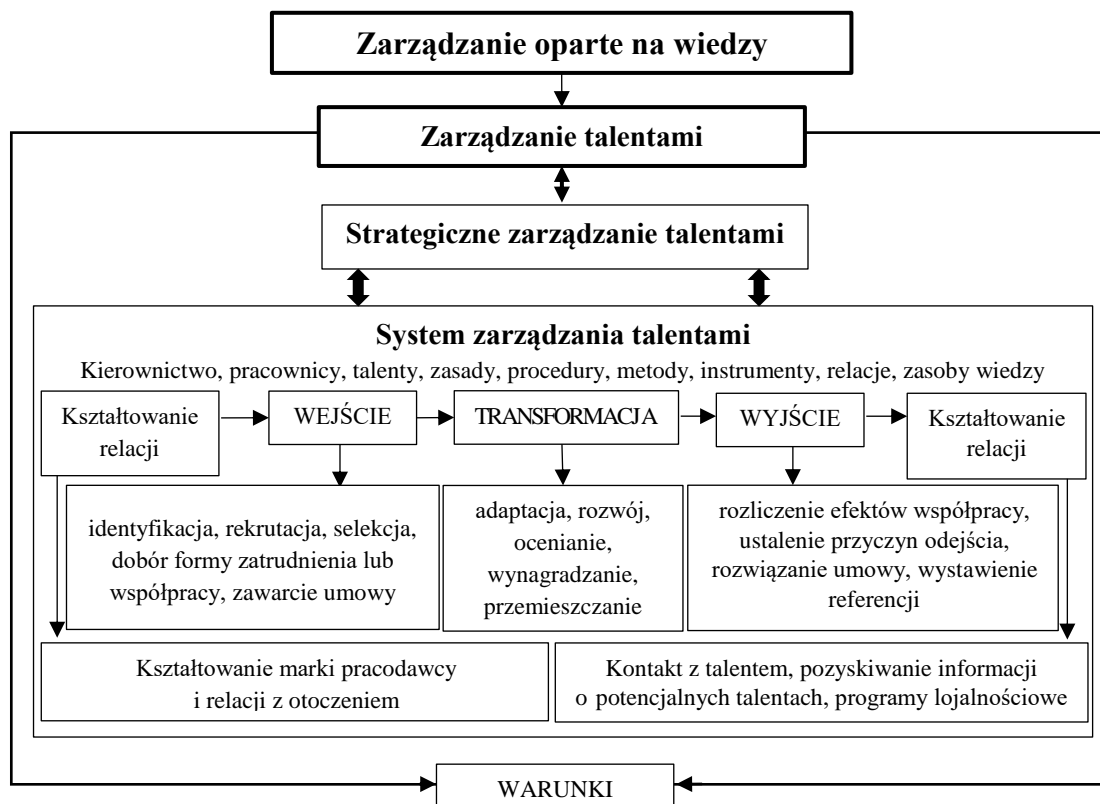 Zarządzanie oparte na wiedzy
Zarządzanie talentami
Strategiczne zarządzanie talentami
System zarządzania talentami
Kierownictwo, pracownicy, talenty, zasady, procedury, metody, instrumenty, relacje, zasoby wiedzy
Kształtowanie
relacji
WEJŚCIE
TRANSFORMACJA
WYJŚCIE
Kształtowanie
relacji
identyfikacja, rekrutacja, selekcja,
dobór formy zatrudnienia lub
współpracy, zawarcie umowy
adaptacja, rozwój,
ocenianie,
wynagradzanie,
przemieszczanie
rozliczenie efektów współpracy,
ustalenie przyczyn odejścia,
rozwiązanie umowy, wystawienie
referencji
Kształtowanie marki pracodawcy
i relacji z otoczeniem
Kontakt z talentem, pozyskiwanie informacji
o potencjalnych talentach, programy lojalnościowe
WARUNKI